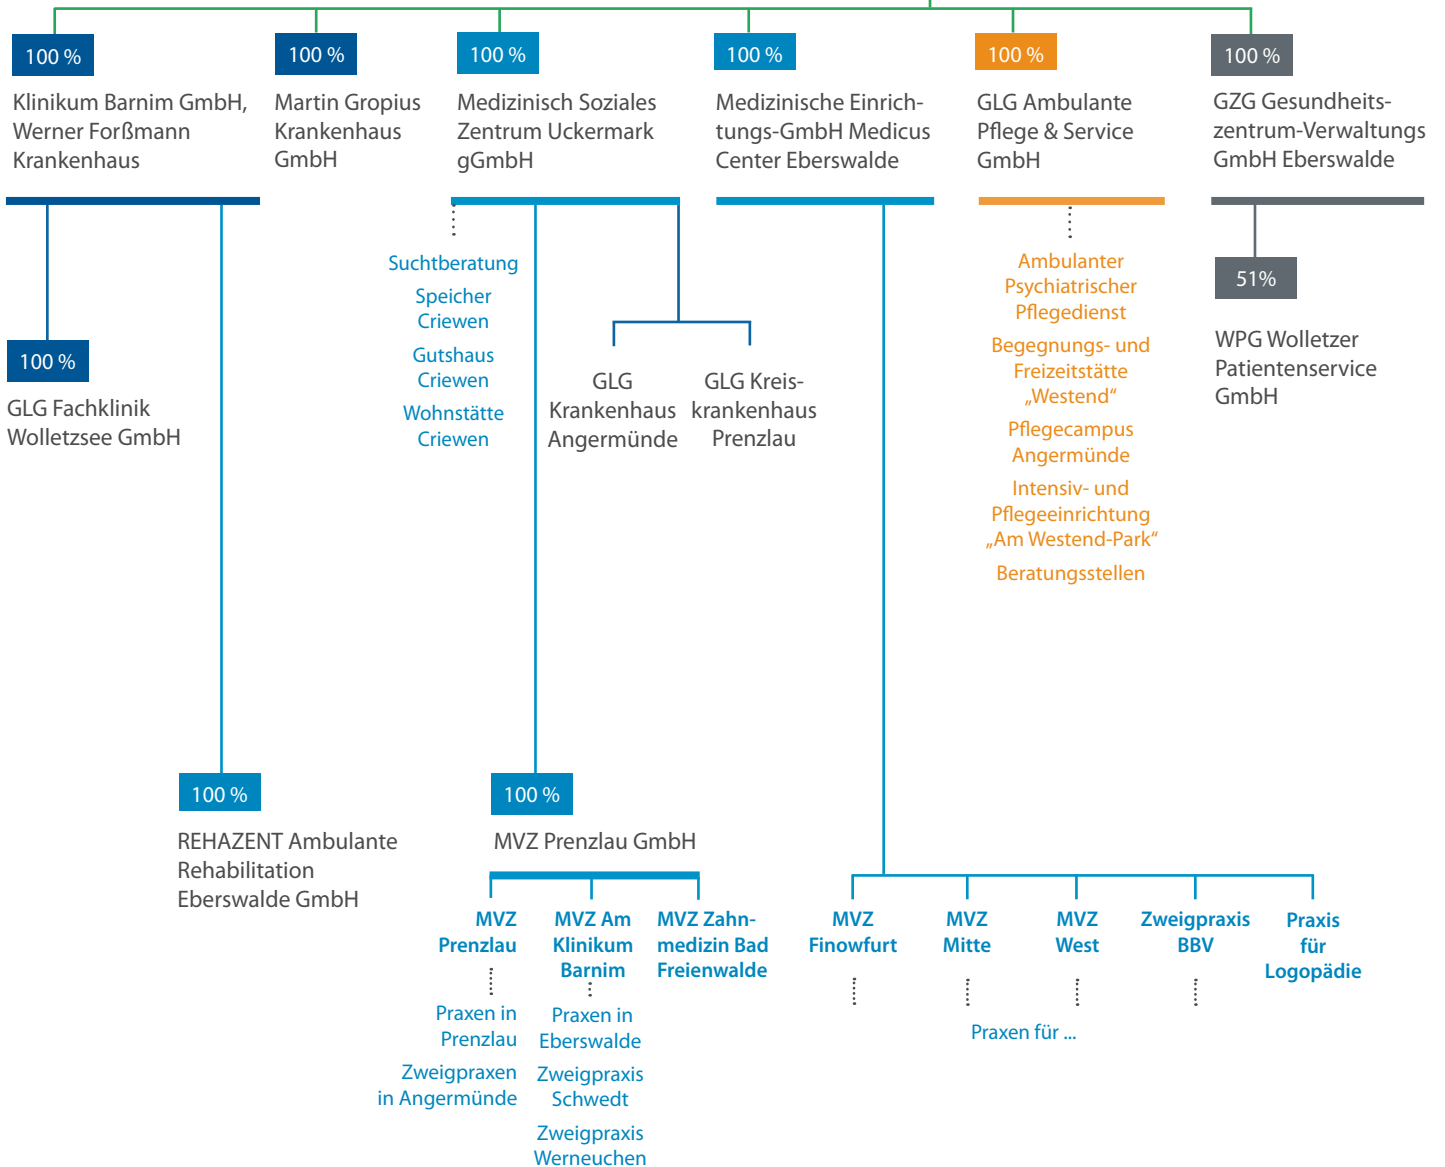 100 %
Klinikum Barnim GmbH,
Werner Forßmann
Krankenhaus
100 %
Martin Gropius
Krankenhaus
GmbH
100 %
Medizinisch Soziales
Zentrum Uckermark
gGmbH
100 %
Medizinische Einrich-
tungs-GmbH Medicus
Center Eberswalde
100 %
GLG Ambulante
Pflege & Service
GmbH
100 %
GZG Gesundheits-
zentrum-Verwaltungs
GmbH Eberswalde
100 %
GLG Fachklinik
Wolletzsee GmbH
Suchtberatung
Speicher
Criewen
Gutshaus
Criewen
Wohnstätte
Criewen
GLG
Krankenhaus
Angermünde
GLG Kreis-
krankenhaus
Prenzlau
Ambulanter
Psychiatrischer
Pflegedienst
Begegnungs- und
Freizeitstätte
„Westend“
Pflegecampus
Angermünde
Intensiv- und
Pflegeeinrichtung
„Am Westend-Park“
Beratungsstellen
51%
WPG Wolletzer
Patientenservice
GmbH
100 %
REHAZENT Ambulante
Rehabilitation
Eberswalde GmbH
100 %
MVZ Prenzlau GmbH
MVZ
Prenzlau
Praxen in
Prenzlau
Zweigpraxen
in Angermünde
MVZ Am
Klinikum
Barnim
Praxen in
Eberswalde
Zweigpraxis
Schwedt
Zweigpraxis
Werneuchen
MVZ Zahn-
medizin Bad
Freienwalde
MVZ
Finowfurt
MVZ
Mitte
MVZ
West
Zweigpraxis
BBV
Praxis
für
Logopädie
Praxen für ...